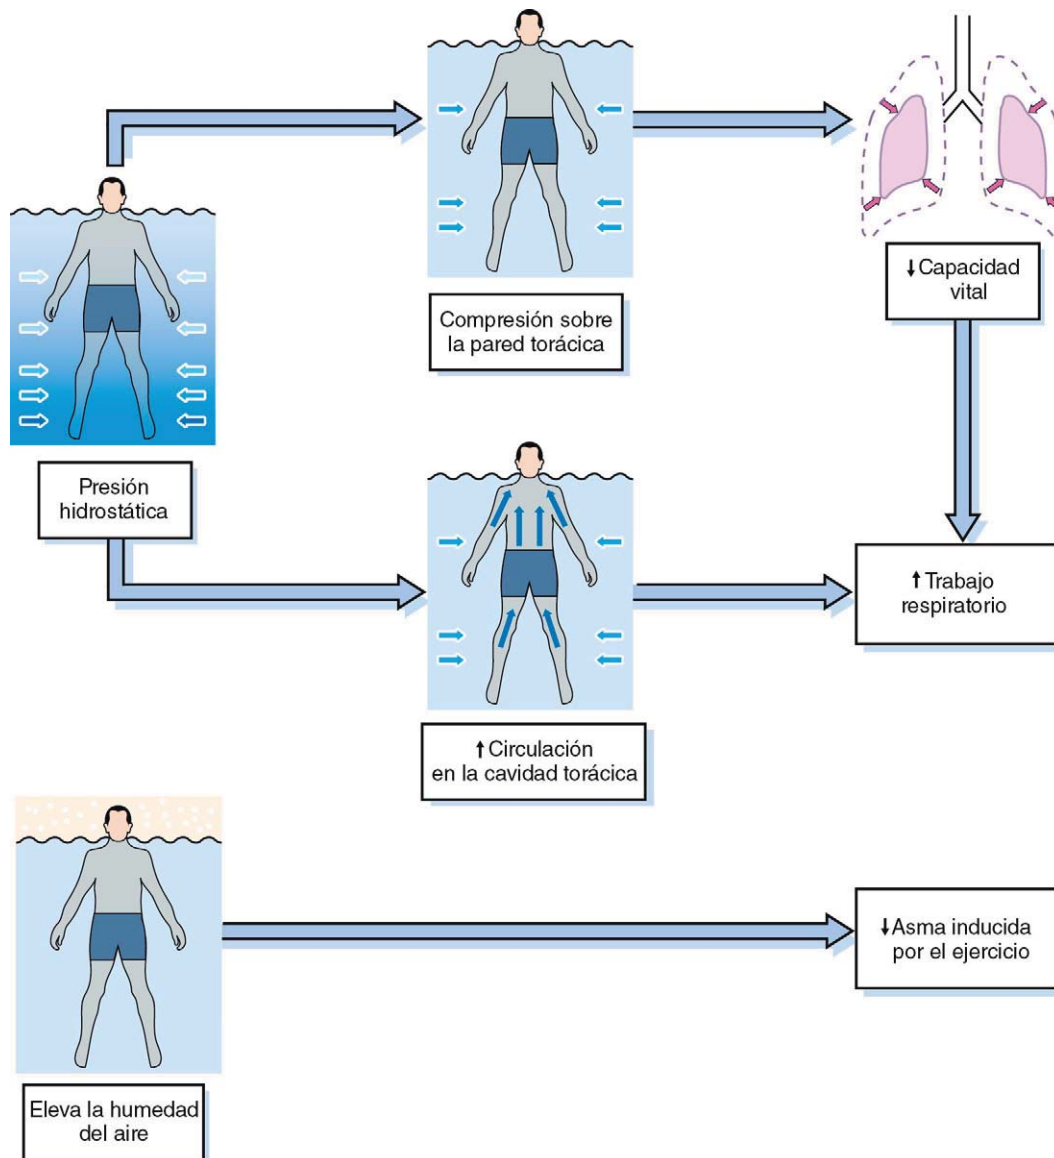 Compresión sobre
la pared torácica
↓ Capacidad
vital
Presión
hidrostática
↑ Trabajo
respiratorio
↑ Circulación
en la cavidad torácica
↓ Asma inducida
por el ejercicio
Eleva la humedad
del aire